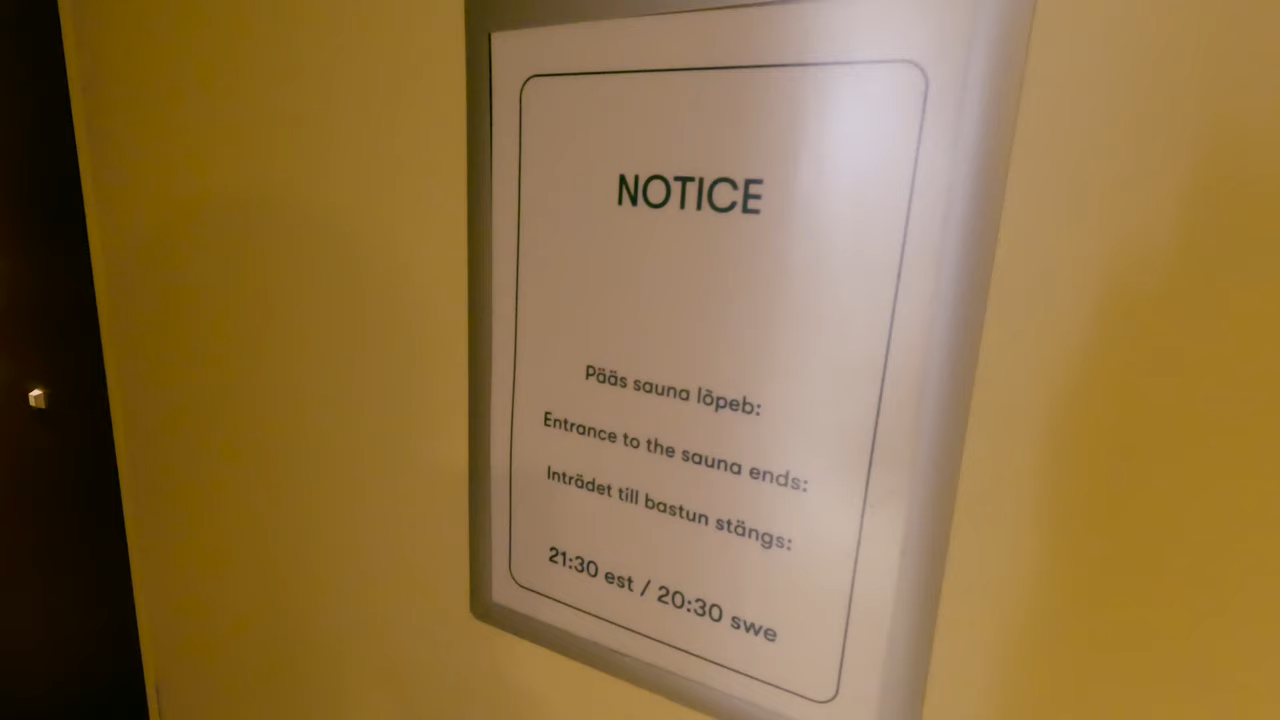 NOTICE
Pääs sauna lõpeb:
Entrance to the sauna ends:
Inträdet till bastun stängs:
21:30 est / 20:30 swe